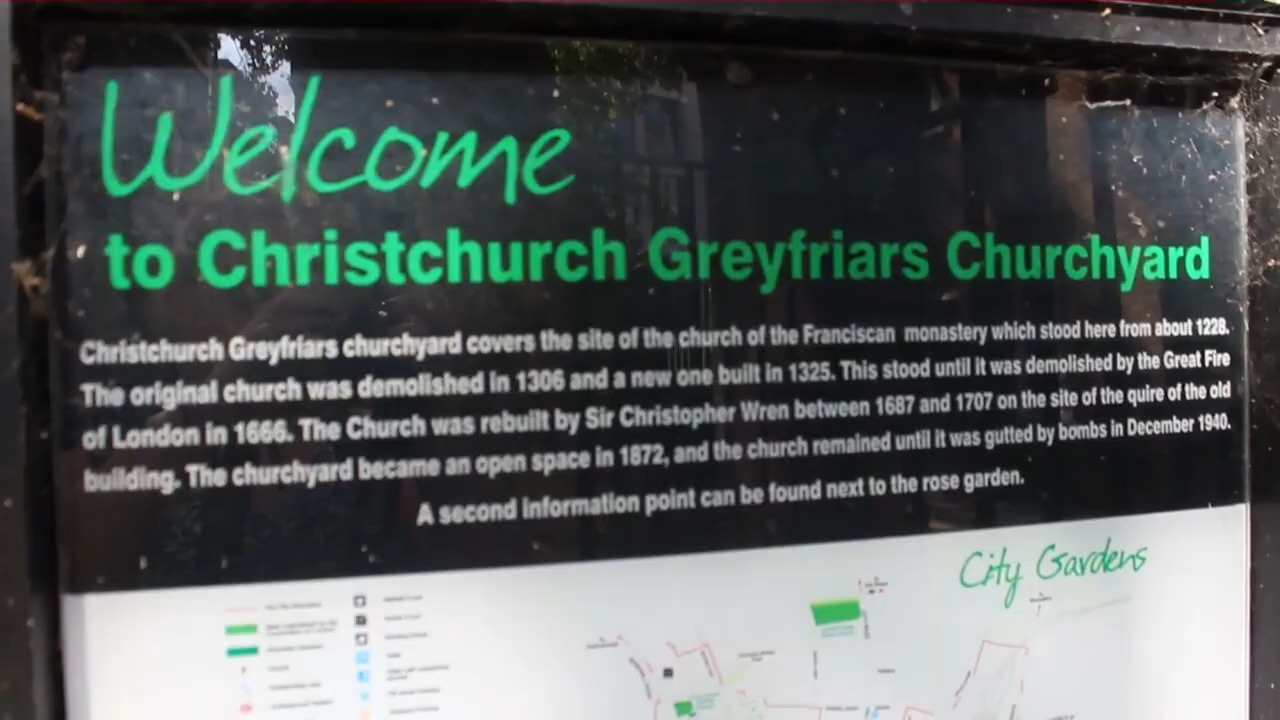 Welcome
to Christchurch Greyfriars Churchyard
Christchurch Greyfriars churchyard covers the site of the church of the Franciscan monastery which stood here from about 1228.
The original church was demolished in 1306 and a new one built in 1325. This stood until it was demolished by the Great Fire
of London in 1666. The Church was rebuilt by Sir Christopher Wren between 1687 and 1707 on the site of the quire of the old
building. The churchyard became an open space in 1872, and the church remained until it was gutted by bombs in December 1940.
A second information point can be found next to the rose garden.
City Gardens